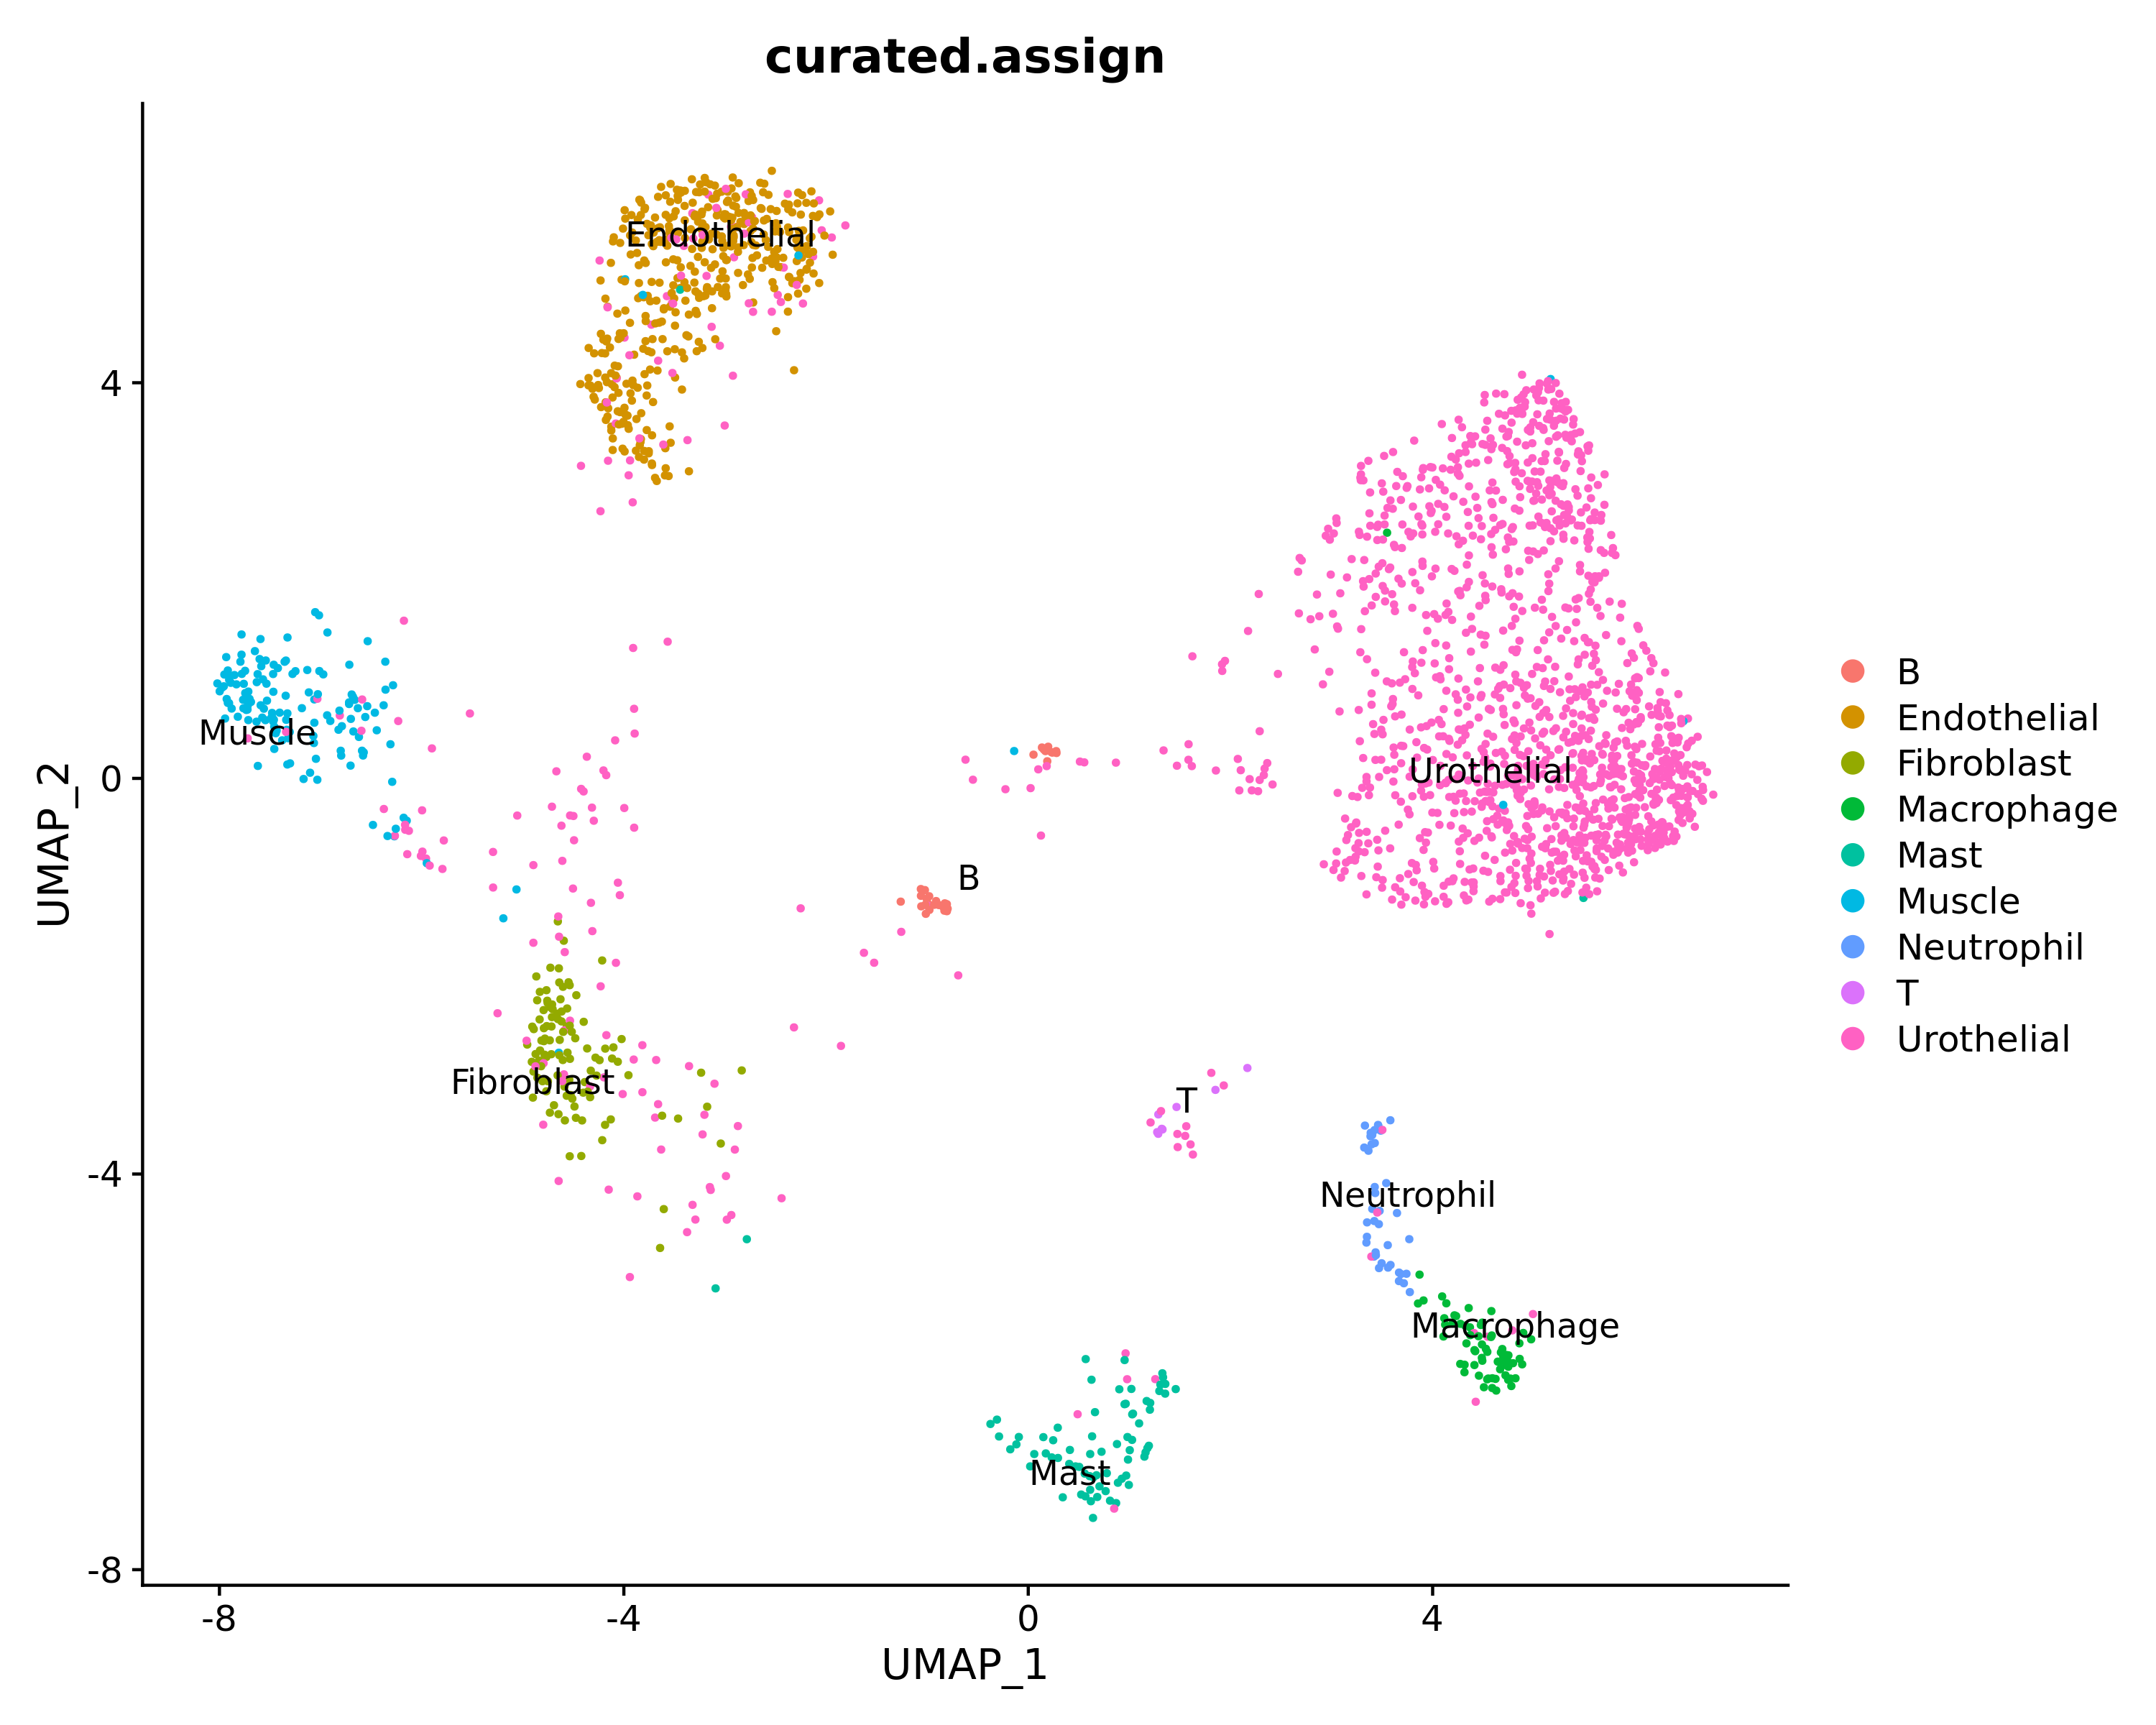 curated.assign
Endothelial
Muscle
Urothelial
B
Fibroblast
T
Neutrophil
Macrophage
Mast
4
0
-4
-8
UMAP_2
-8
-4
0
4
UMAP_1
B
Endothelial
Fibroblast
Macrophage
Mast
Muscle
Neutrophil
T
Urothelial